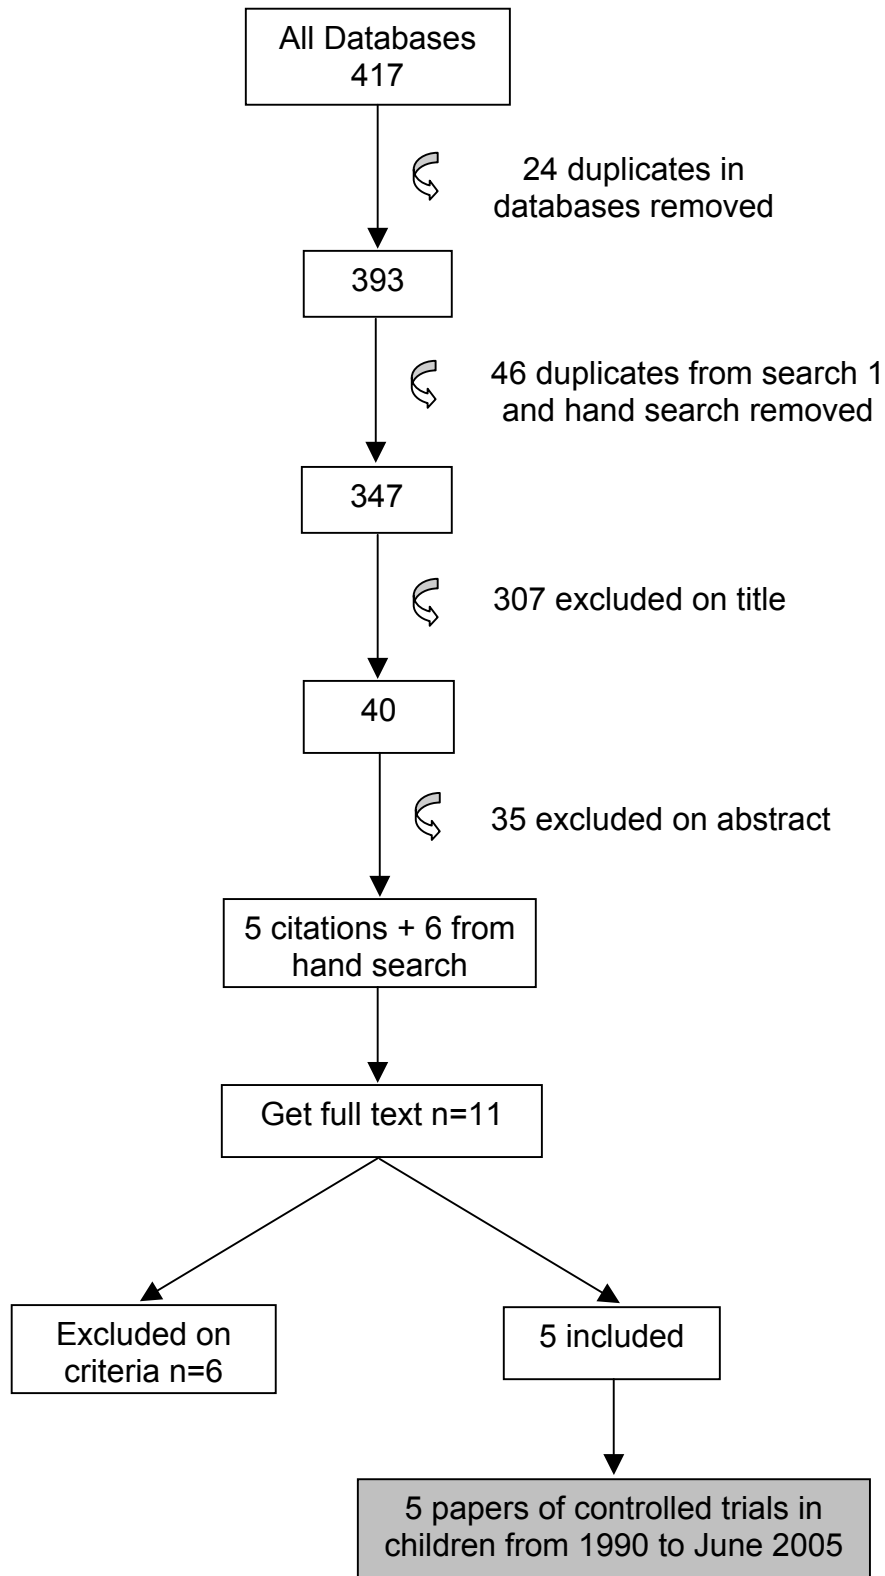 All Databases
417
24 duplicates in
databases removed
393
46 duplicates from search 1
and hand search removed
347
307 excluded on title
40
35 excluded on abstract
5 citations + 6 from
hand search
Get full text n=11
Excluded on
criteria n=6
5 included
5 papers of controlled trials in
children from 1990 to June 2005